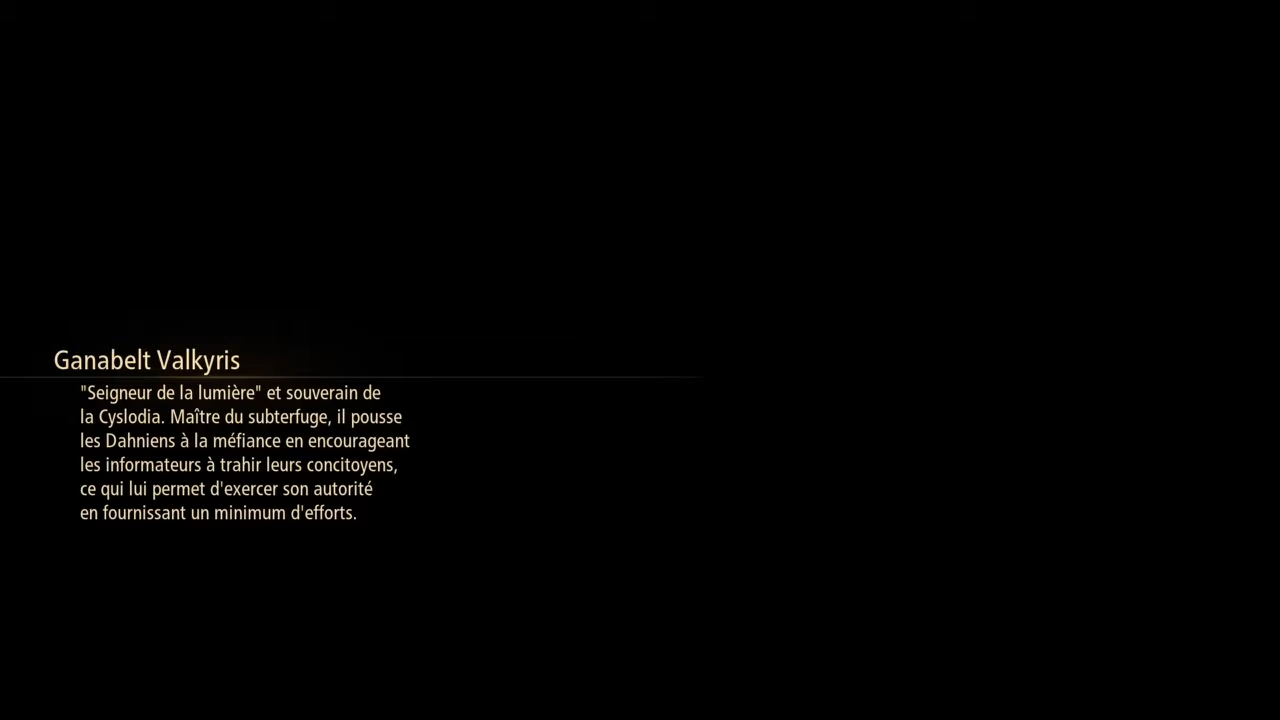 Ganabelt Valkyris
"Seigneur de la lumière" et souverain de
la Cyslodia. Maître du subterfuge, il pousse
les Dahniens à la méfiance en encourageant
les informateurs à trahir leurs concitoyens,
ce qui lui permet d'exercer son autorité
en fournissant un minimum d'efforts.